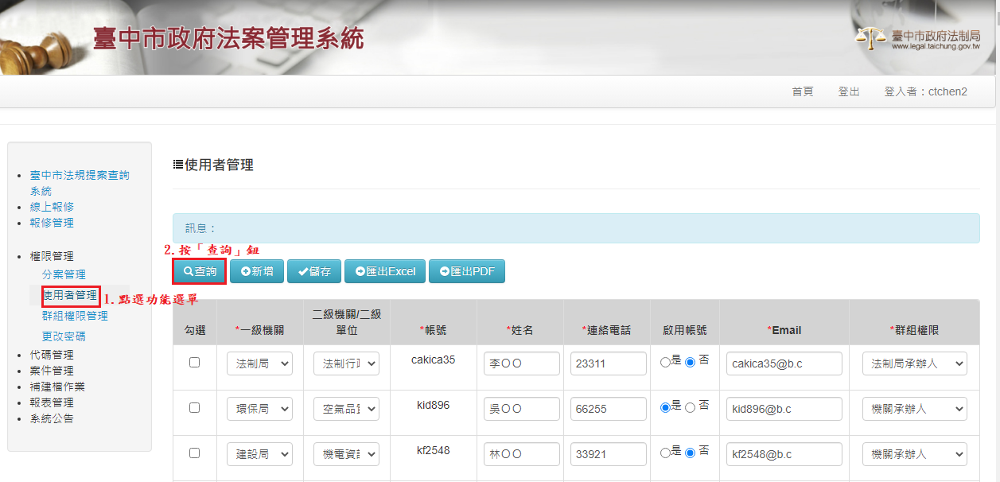 臺中市政府法案管理系統
臺中市政府法制局
www.legal.taichung.gov.tw
首頁 登出 登入者：ctchen2
臺中市法規提案查詢
系統
線上報修
報修管理
權限管理
分案管理
使用者管理
1. 點選功能選單
群組權限管理
更改密碼
代碼管理
案件管理
補建檔作業
報表管理
系統公告
使用者管理
訊息：
2. 按「查詢」鈕
查詢 新增 儲存 匯出Excel 匯出PDF
勾選 *一級機關 二級機關/二級
單位 *帳號 *姓名 *連絡電話 啟用帳號 *Email *群組權限
法制局 法制行 cakica35 李〇〇 23311 是 否 cakica35@b.c 法制局承辦人
環保局 空氣品 kid896 吳〇〇 66255 是 否 kid896@b.c 機關承辦人
建設局 機電資 kf2548 林〇〇 33921 是 否 kf2548@b.c 機關承辦人